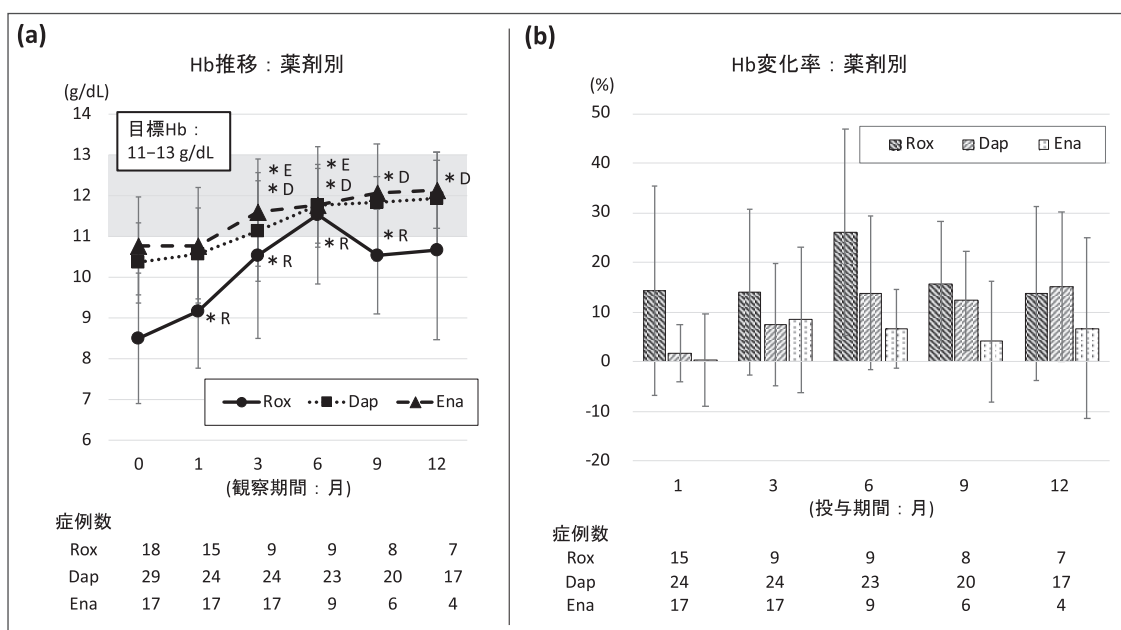 (a)
Hb推移：薬剤別
(g/dL)
14
13
12
11
10
9
8
7
6
目標Hb：
11−13 g/dL
＊E
＊D
＊E
＊D
＊D
＊D
＊R
＊R
＊R
＊R
Rox Dap Ena
0 1 3 6 9 12
(観察期間：月)
症例数
Rox 18 15 9 9 8 7
Dap 29 24 24 23 20 17
Ena 17 17 17 9 6 4
(b)
Hb変化率：薬剤別
(%)
50
40
30
20
10
0
-10
-20
Rox Dap Ena
1 3 6 9 12
(投与期間：月)
症例数
Rox 15 9 9 8 7
Dap 24 24 23 20 17
Ena 17 17 9 6 4